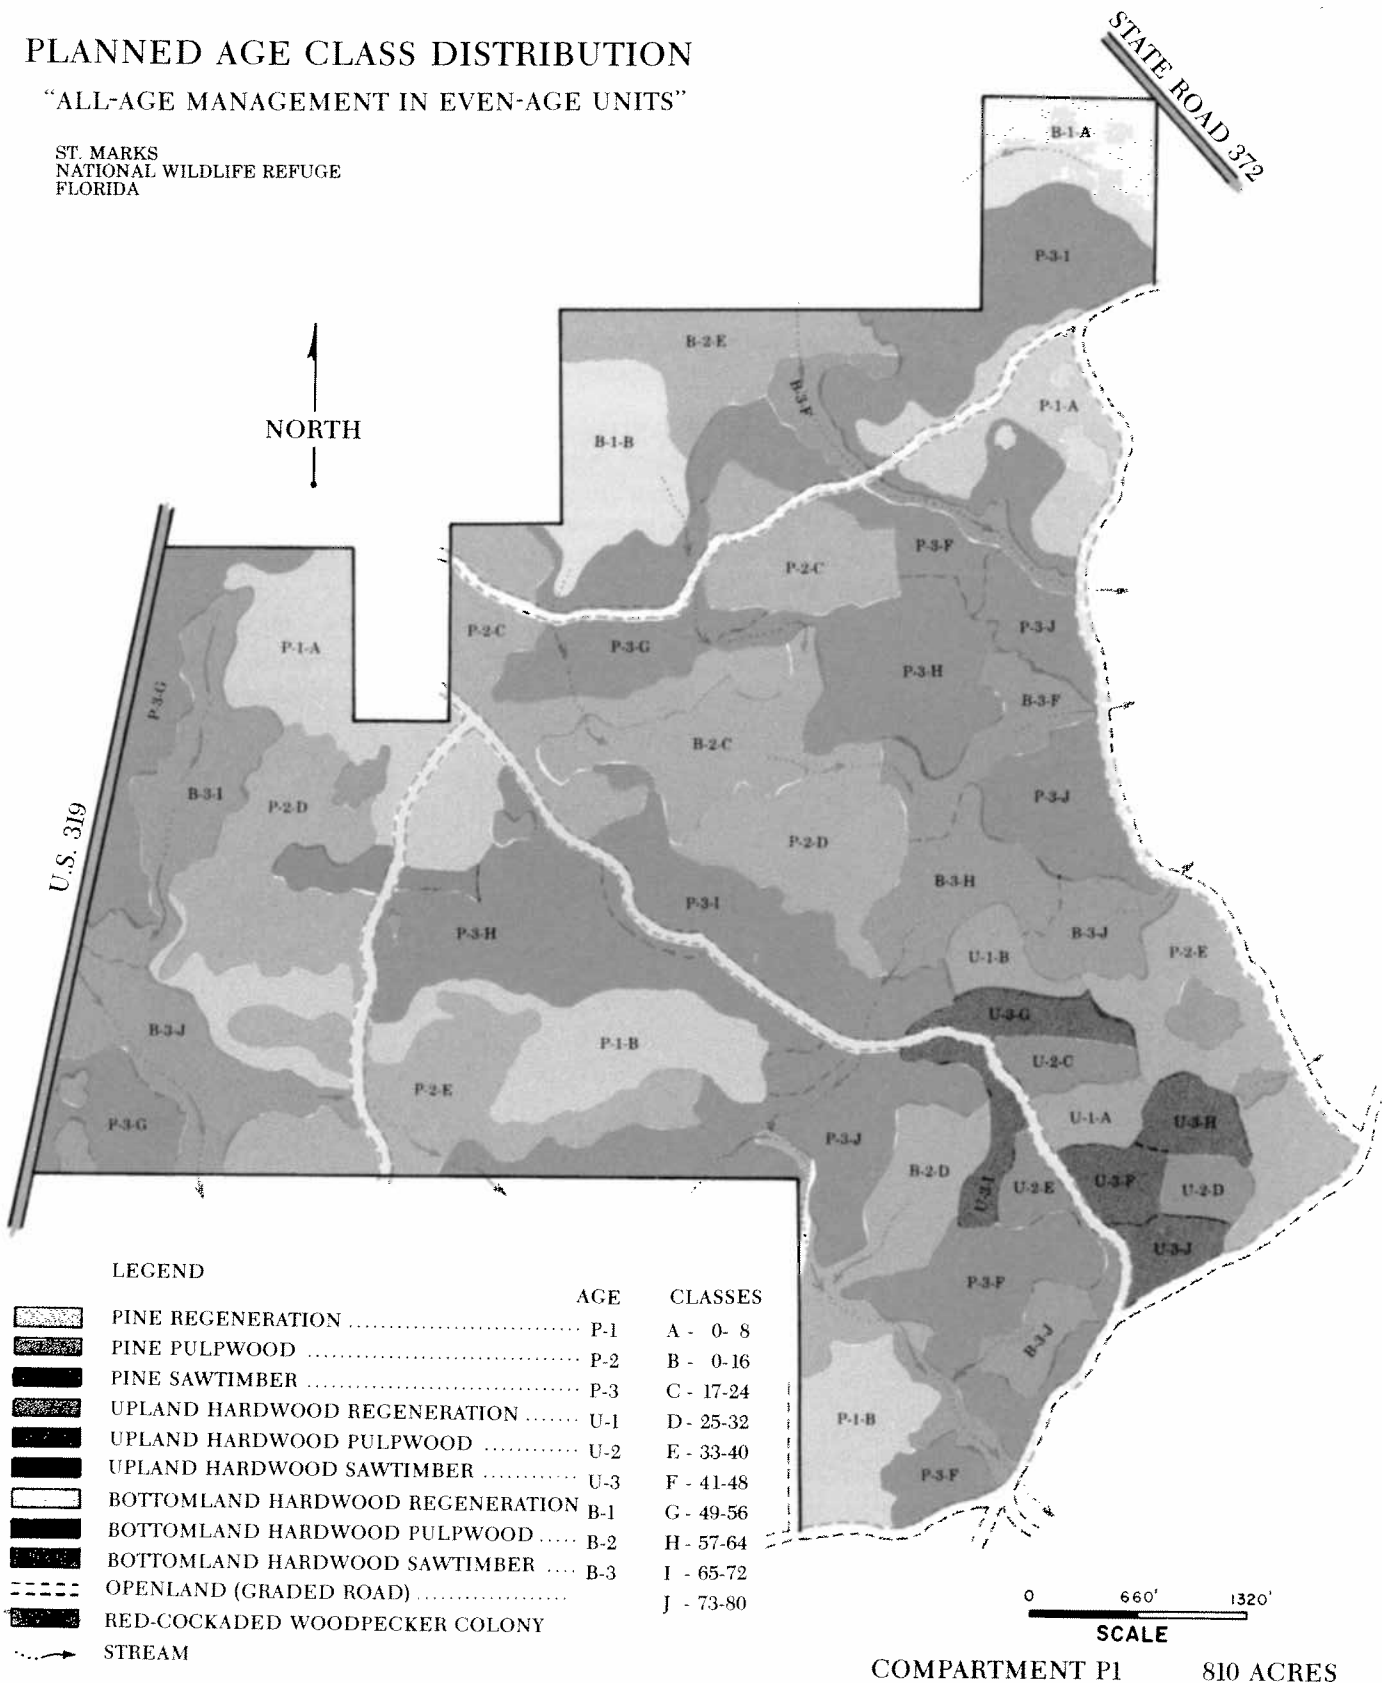 PLANNED AGE CLASS DISTRIBUTION
"ALL-AGE MANAGEMENT IN EVEN-AGE UNITS"
ST. MARKS
NATIONAL WILDLIFE REFUGE
FLORIDA
STATE ROAD 372
B-1-A
P-3-I
B-2-E
B-3-F
P-1-A
NORTH
B-1-B
P-3-F
P-2-C
P-2-C
P-3-J
P-1-A
P-3-G
P-3-H
P-3-G
B-3-F
B-2-C
B-3-I
P-2-D
P-3-J
U.S. 319
P-2-D
B-3-H
P-3-I
P-3-H
B-3-J
P-2-E
U-1-B
U-3-G
B-3-J
P-1-B
U-2-C
P-2-E
U-1-A
U-3-H
P-3-G
P-3-J
B-2-D
U-3-I
U-2-E
U-3-F
U-2-D
U-3-J
P-3-F
B-3-J
P-1-B
P-3-F
LEGEND
AGE CLASSES
PINE REGENERATION .............................. P-1 A - 0- 8
PINE PULPWOOD .................................. P-2 B - 0-16
PINE SAWTIMBER .................................. P-3 C - 17-24
UPLAND HARDWOOD REGENERATION ....... U-1 D - 25-32
UPLAND HARDWOOD PULPWOOD ............ U-2 E - 33-40
UPLAND HARDWOOD SAWTIMBER ............ U-3 F - 41-48
BOTTOMLAND HARDWOOD REGENERATION B-1 G - 49-56
BOTTOMLAND HARDWOOD PULPWOOD ..... B-2 H - 57-64
BOTTOMLAND HARDWOOD SAWTIMBER .... B-3 I - 65-72
OPENLAND (GRADED ROAD) ................... J - 73-80
RED-COCKADED WOODPECKER COLONY
STREAM
0 660' 1320'
SCALE
COMPARTMENT P1 810 ACRES